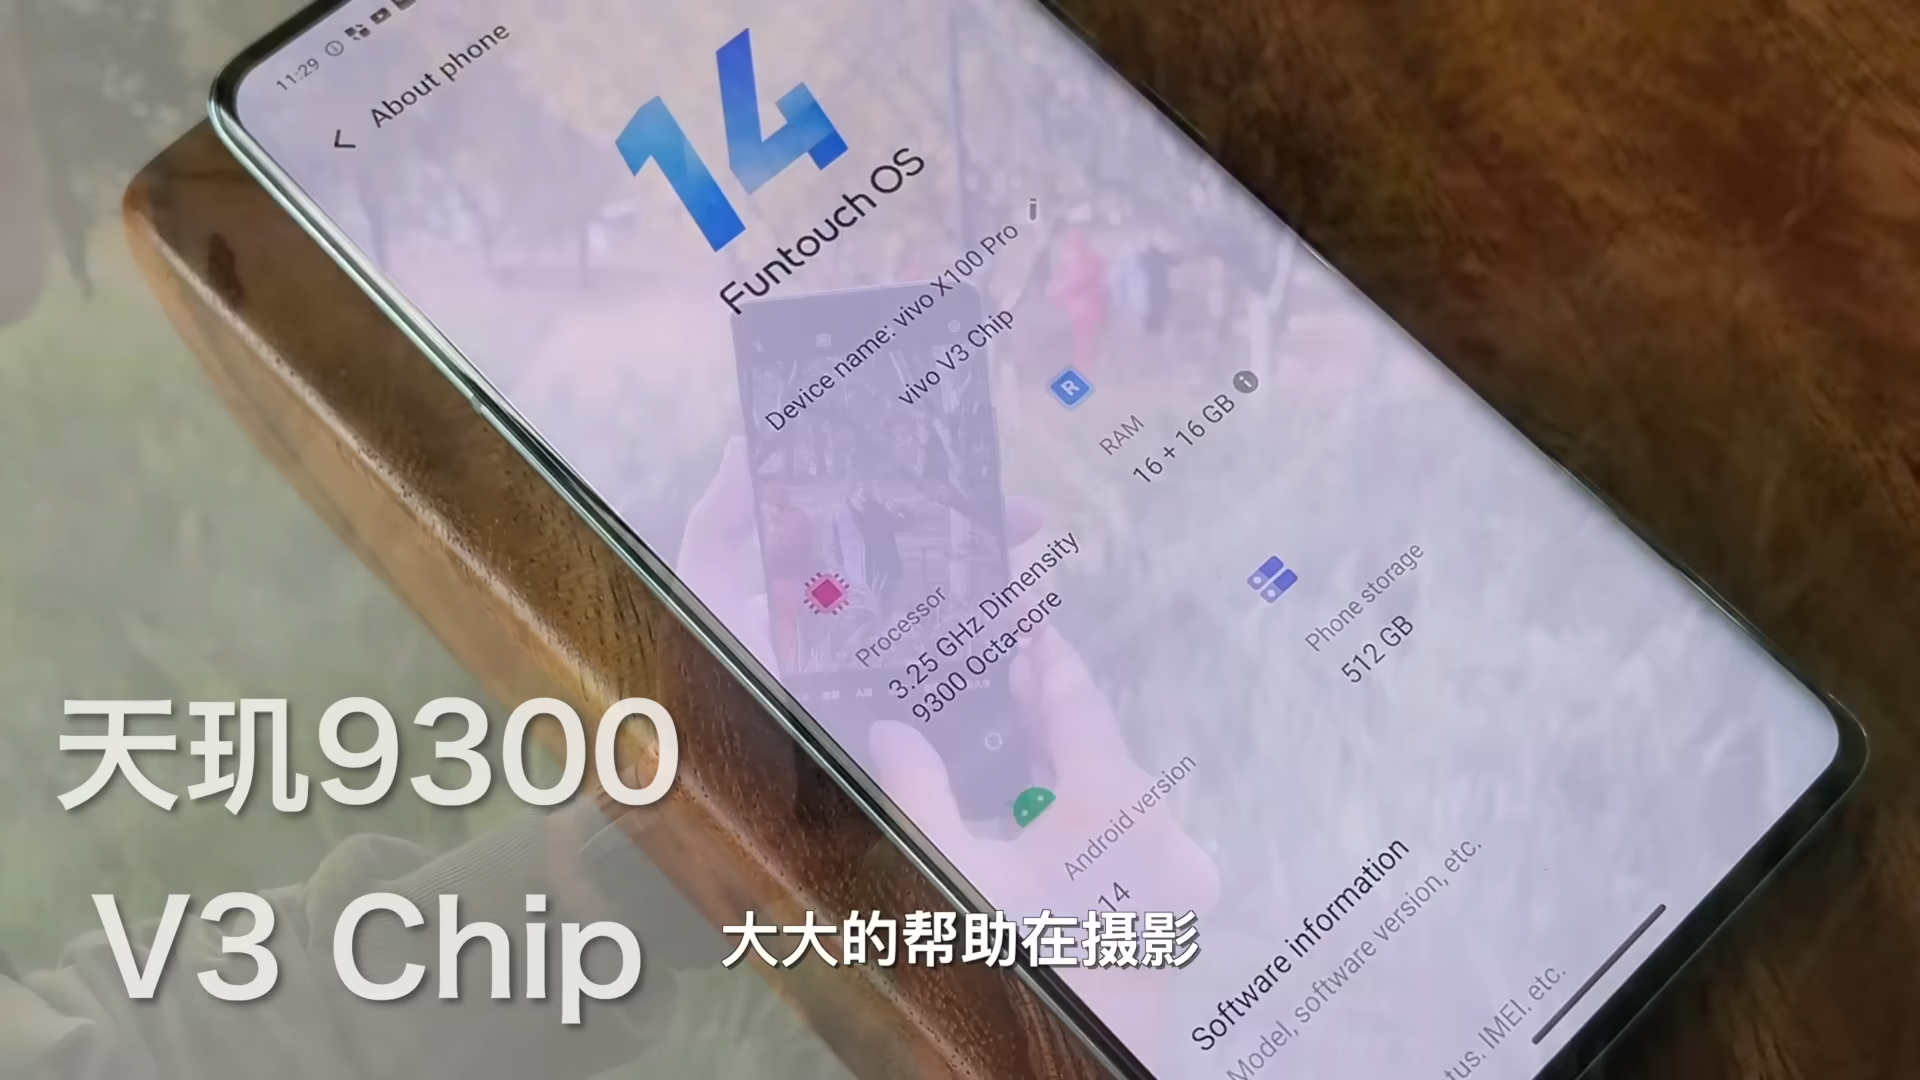 11:29
About phone
14
Funtouch OS
Device name: vivo X100 Pro
vivo V3 Chip
RAM
16 + 16 GB
Processor
3.25 GHz Dimensity
9300 Octa-core
Phone storage
512 GB
Android version
14
Software information
Model, software version, etc.
tus, IMEI, etc.
天玑9300
V3 Chip
大大的帮助在摄影